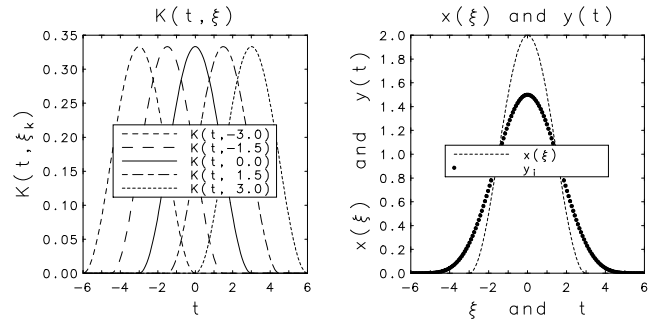 K(t,ξ)
K(t,ξk)
0.35
0.30
0.25
0.20
0.15
0.10
0.05
0.00
K(t,-3.0)
K(t,-1.5)
K(t, 0.0)
K(t, 1.5)
K(t, 3.0)
-6 -4 -2 0 2 4 6
t
x(ξ) and y(t)
x(ξ) and y(t)
2.0
1.8
1.6
1.4
1.2
1.0
0.8
0.6
0.4
0.2
0.0
x(ξ)
yi
-6 -4 -2 0 2 4 6
ξ and t